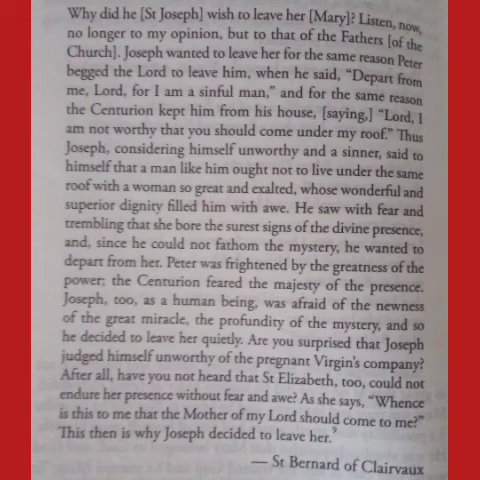 Why did he [St Joseph] wish to leave her [Mary]? Listen, now,
no longer to my opinion, but to that of the Fathers [of the
Church]. Joseph wanted to leave her for the same reason Peter
begged the Lord to leave him, when he said, “Depart from
me, Lord, for I am a sinful man,” and for the same reason
the Centurion kept him from his house, [saying,] “Lord, I
am not worthy that you should come under my roof.” Thus
Joseph, considering himself unworthy and a sinner, said to
himself that a man like him ought not to live under the same
roof with a woman so great and exalted, whose wonderful and
superior dignity filled him with awe. He saw with fear and
trembling that she bore the surest signs of the divine presence,
and, since he could not fathom the mystery, he wanted to
depart from her. Peter was frightened by the greatness of the
power; the Centurion feared the majesty of the presence.
Joseph, too, as a human being, was afraid of the newness
of the great miracle, the profundity of the mystery, and so
he decided to leave her quietly. Are you surprised that Joseph
judged himself unworthy of the pregnant Virgin’s company?
After all, have you not heard that St Elizabeth, too, could not
endure her presence without fear and awe? As she says, “Whence
is this to me that the Mother of my Lord should come to me?”
This then is why Joseph decided to leave her.⁹
— St Bernard of Clairvaux